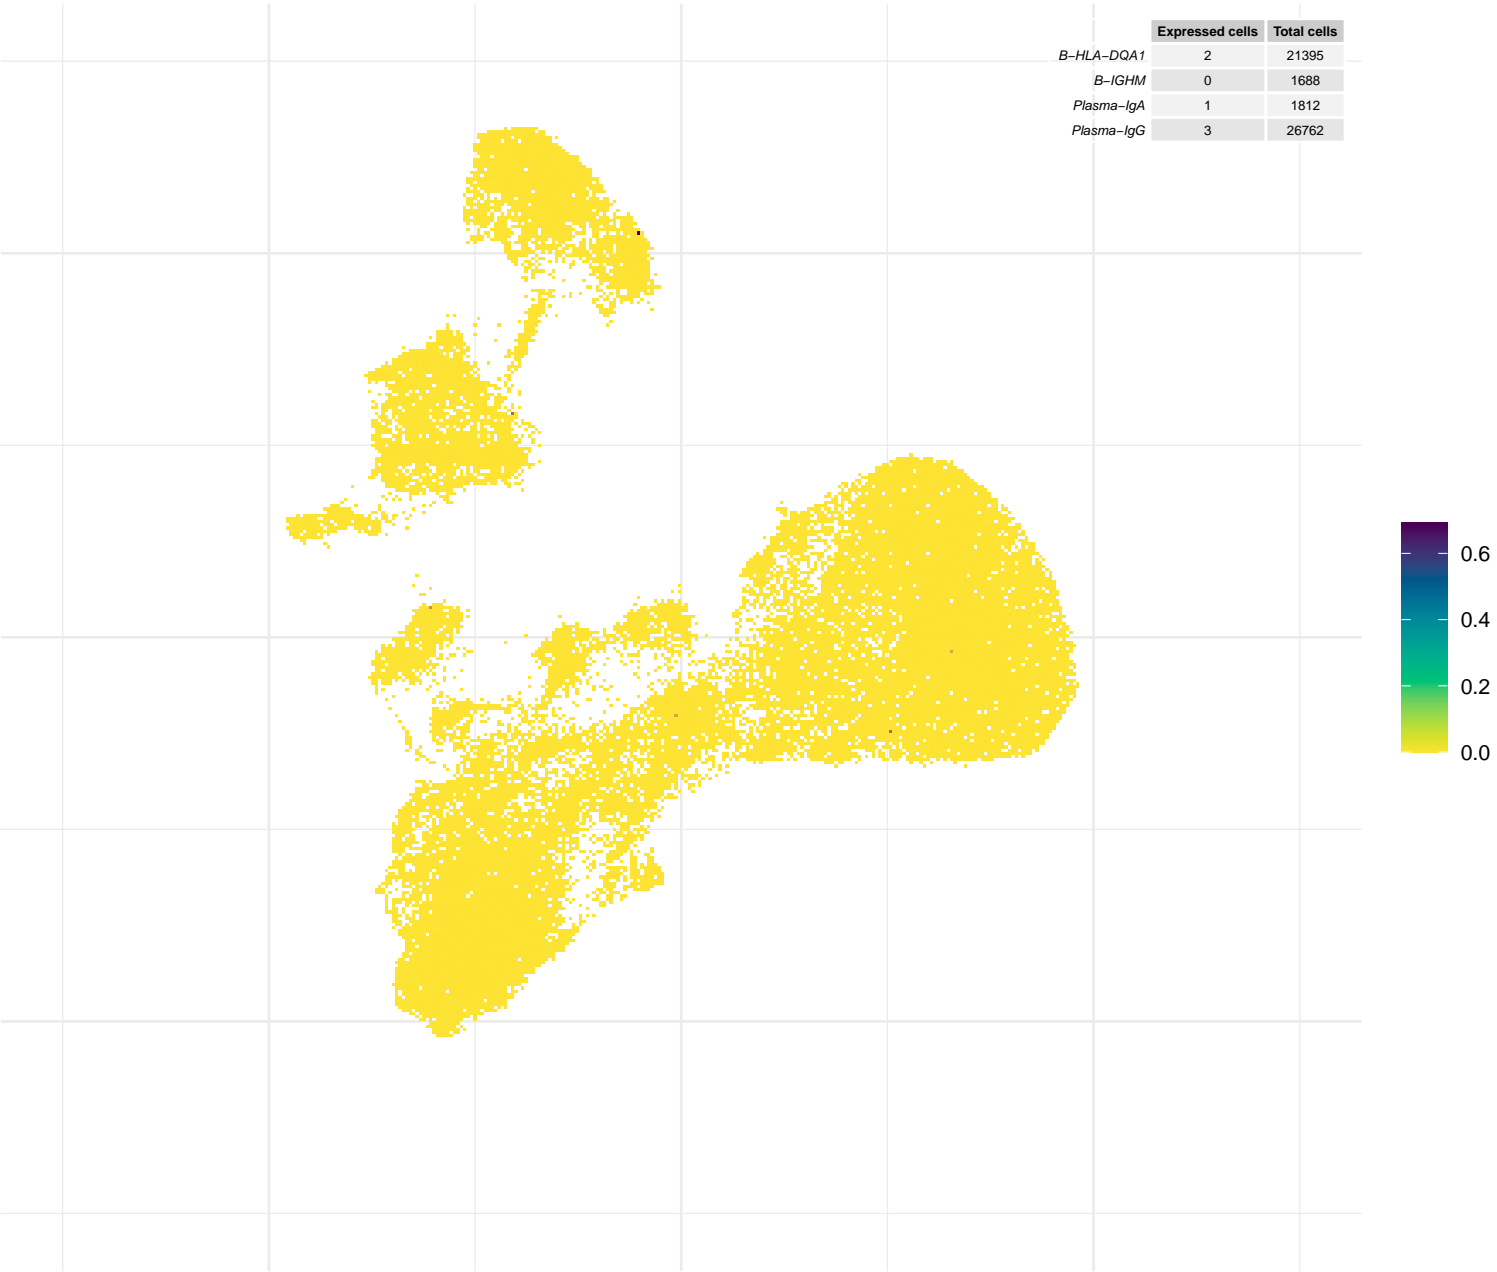 Expressed cells Total cells
B-HLA-DQA1 2 21395
B-IGHM 0 1688
Plasma-IgA 1 1812
Plasma-IgG 3 26762
0.6
0.4
0.2
0.0